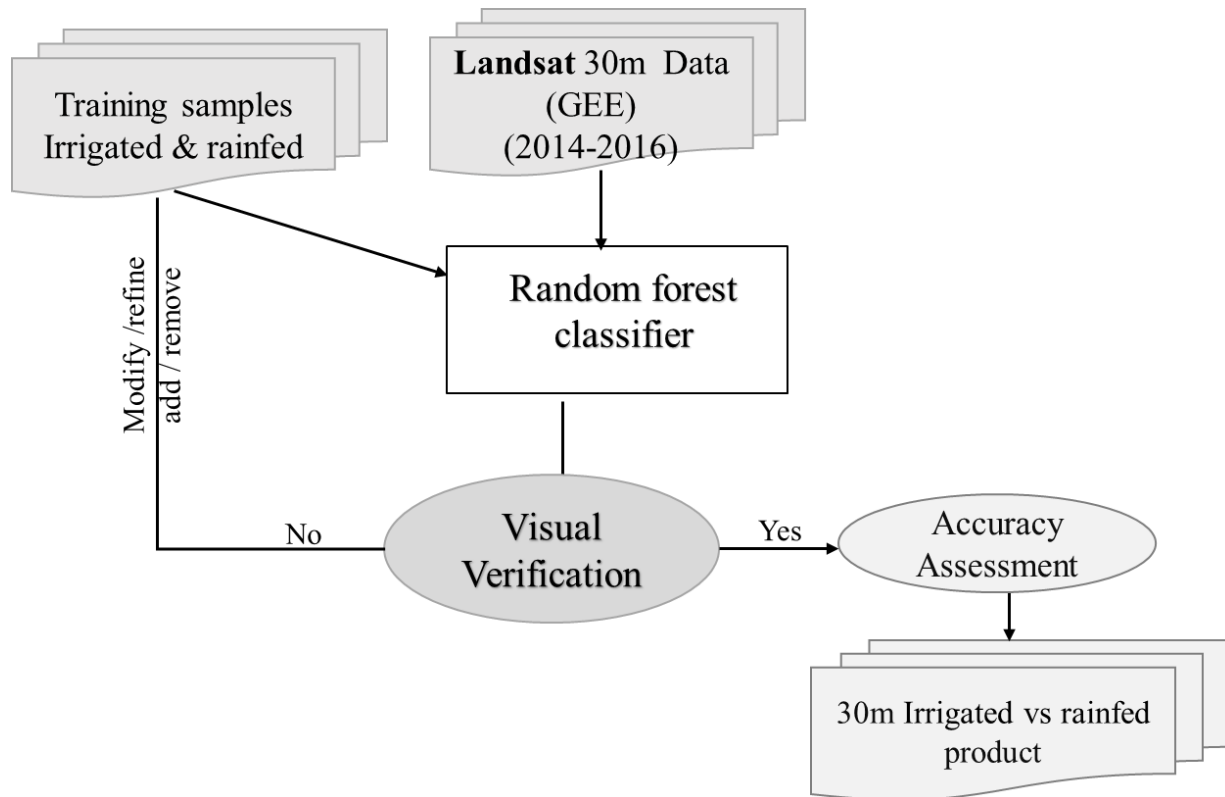 Training samples
Irrigated & rainfed
Landsat 30m Data
(GEE)
(2014-2016)
Random forest
classifier
Modify /refine
add / remove
Visual
Verification
No
Yes
Accuracy
Assessment
30m Irrigated vs rainfed
product